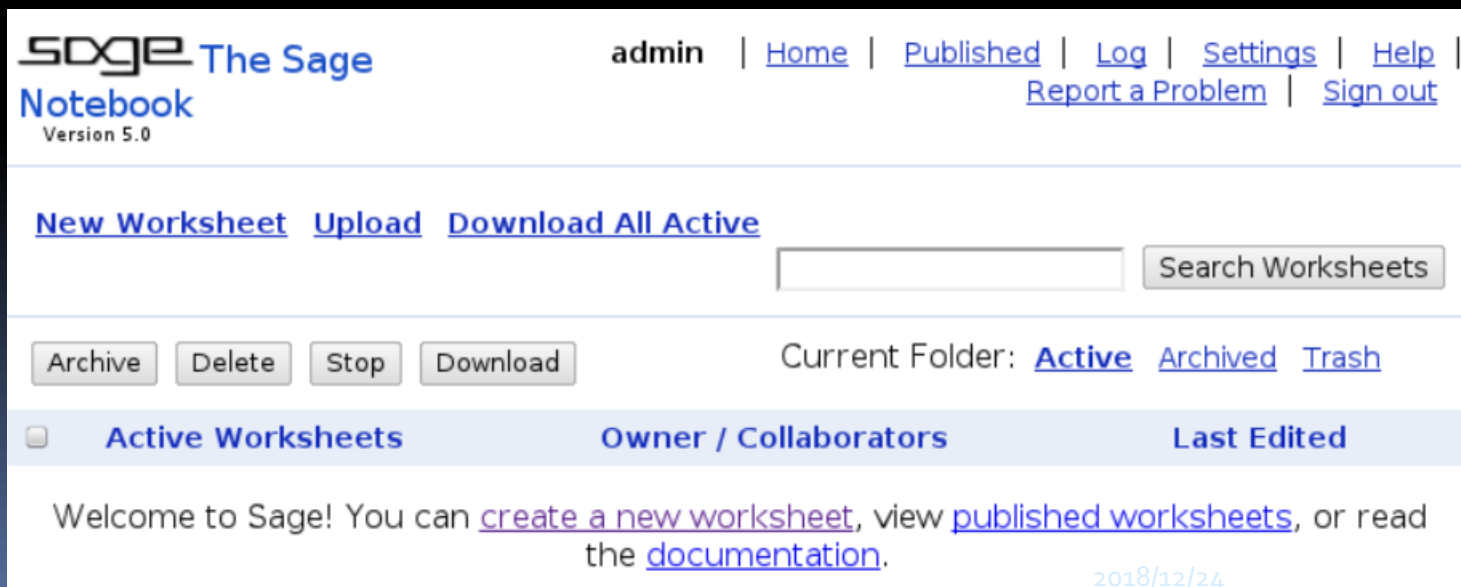 sage The Sage Notebook
Version 5.0
admin | Home | Published | Log | Settings | Help |
Report a Problem | Sign out
New Worksheet Upload Download All Active
Search Worksheets
Archive Delete Stop Download Current Folder: Active Archived Trash
Active Worksheets Owner / Collaborators Last Edited
Welcome to Sage! You can create a new worksheet, view published worksheets, or read
the documentation.
2018/12/24